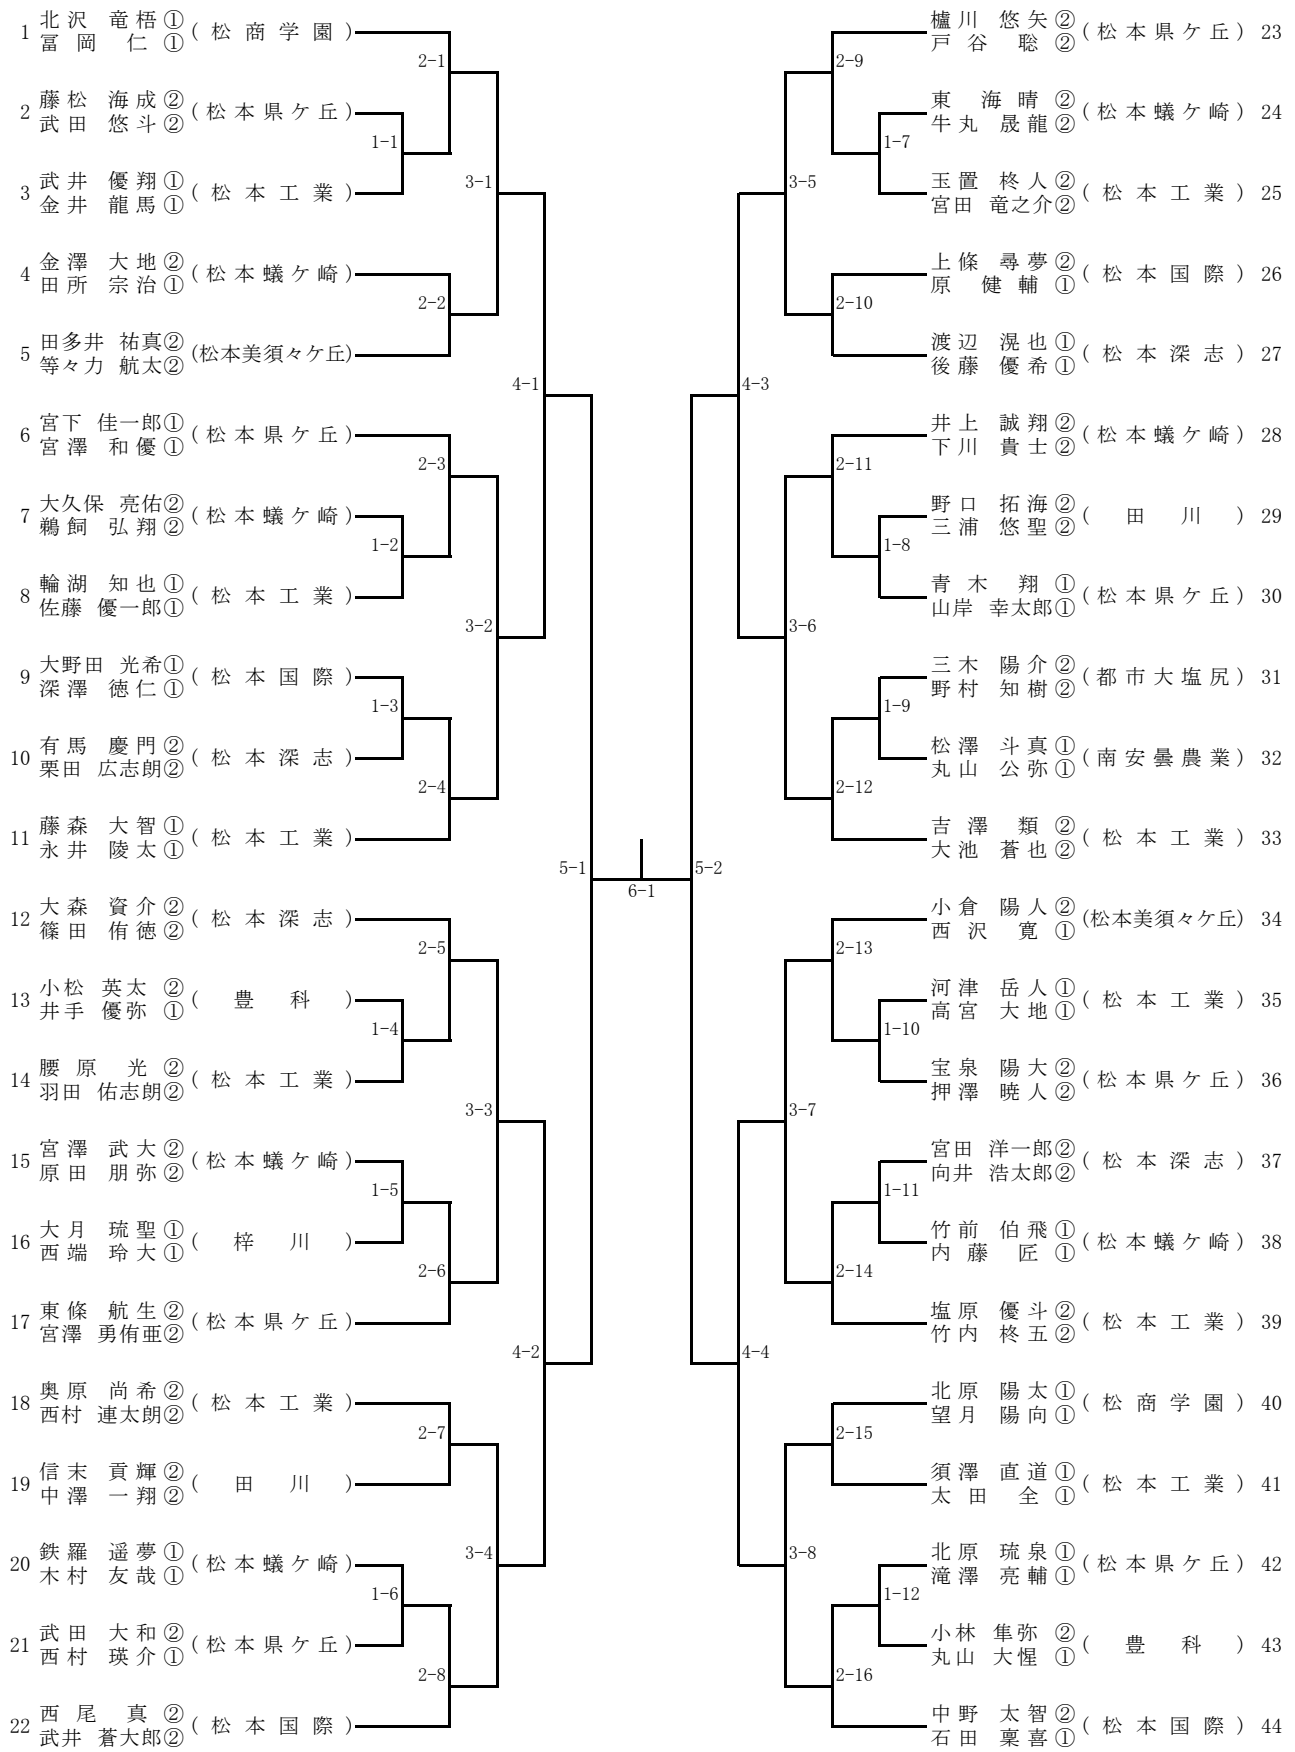 1 北沢 竜梧① (松商学園)
冨岡 仁①
2-1
2 藤松 海成② (松本県ケ丘)
武田 悠斗②
1-1
3 武井 優翔① (松本工業)
金井 龍馬①
3-1
4 金澤 大地② (松本蟻ケ崎)
田所 宗治①
2-2
5 田多井 祐真② (松本美須々ケ丘)
等々力 航太②
4-1
6 宮下 佳一郎① (松本県ケ丘)
宮澤 和優①
2-3
7 大久保 亮佑② (松本蟻ケ崎)
鵜飼 弘翔②
1-2
8 輪湖 知也① (松本工業)
佐藤 優一郎①
3-2
9 大野田 光希① (松本国際)
深澤 徳仁①
1-3
10 有馬 慶門② (松本深志)
栗田 広志朗②
2-4
11 藤森 大智① (松本工業)
永井 陵太①
5-1
12 大森 資介② (松本深志)
篠田 侑徳②
2-5
13 小松 英太② (豊科)
井手 優弥①
1-4
14 腰原 光② (松本工業)
羽田 佑志朗②
3-3
15 宮澤 武大② (松本蟻ケ崎)
原田 朋弥②
1-5
16 大月 琉聖① (梓川)
西端 玲大①
2-6
17 東條 航生② (松本県ケ丘)
宮澤 勇侑亜②
4-2
18 奥原 尚希② (松本工業)
西村 連太朗②
2-7
19 信末 貢輝② (田川)
中澤 一翔②
3-4
20 鉄羅 遥夢① (松本蟻ケ崎)
木村 友哉①
1-6
21 武田 大和② (松本県ケ丘)
西村 瑛介①
2-8
22 西尾 真② (松本国際)
武井 蒼大郎②
6-1
櫨川 悠矢② (松本県ケ丘) 23
戸谷 聡②
2-9
東 海晴② (松本蟻ケ崎) 24
牛丸 晟龍②
1-7
玉置 柊人② (松本工業) 25
宮田 竜之介②
3-5
上條 尋夢② (松本国際) 26
原 健輔①
2-10
渡辺 滉也① (松本深志) 27
後藤 優希①
4-3
井上 誠翔② (松本蟻ケ崎) 28
下川 貴士②
2-11
野口 拓海② (田川) 29
三浦 悠聖②
1-8
青木 翔① (松本県ケ丘) 30
山岸 幸太郎①
3-6
三木 陽介② (都市大塩尻) 31
野村 知樹②
1-9
松澤 斗真① (南安曇農業) 32
丸山 公弥①
2-12
吉澤 類② (松本工業) 33
大池 蒼也②
5-2
小倉 陽人② (松本美須々ケ丘) 34
西沢 寛①
2-13
河津 岳人① (松本工業) 35
高宮 大地①
1-10
宝泉 陽大② (松本県ケ丘) 36
押澤 暁人②
3-7
宮田 洋一郎② (松本深志) 37
向井 浩太郎②
1-11
竹前 伯飛① (松本蟻ケ崎) 38
内藤 匠①
2-14
塩原 優斗② (松本工業) 39
竹内 柊五②
4-4
北原 陽太① (松商学園) 40
望月 陽向①
2-15
須澤 直道① (松本工業) 41
太田 全①
3-8
北原 琉泉① (松本県ケ丘) 42
滝澤 亮輔①
1-12
小林 隼弥② (豊科) 43
丸山 大惺①
2-16
中野 太智② (松本国際) 44
石田 稟喜①